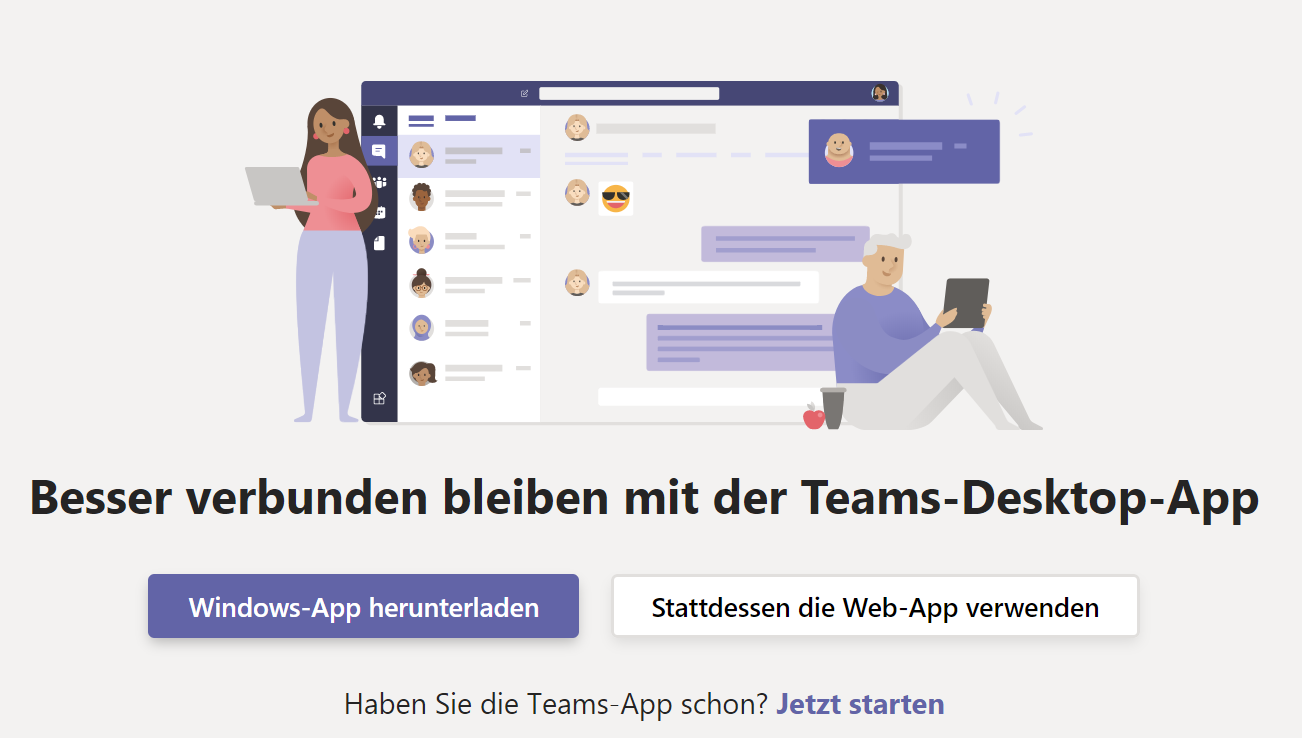 Besser verbunden bleiben mit der Teams-Desktop-App
Windows-App herunterladen
Stattdessen die Web-App verwenden
Haben Sie die Teams-App schon? Jetzt starten